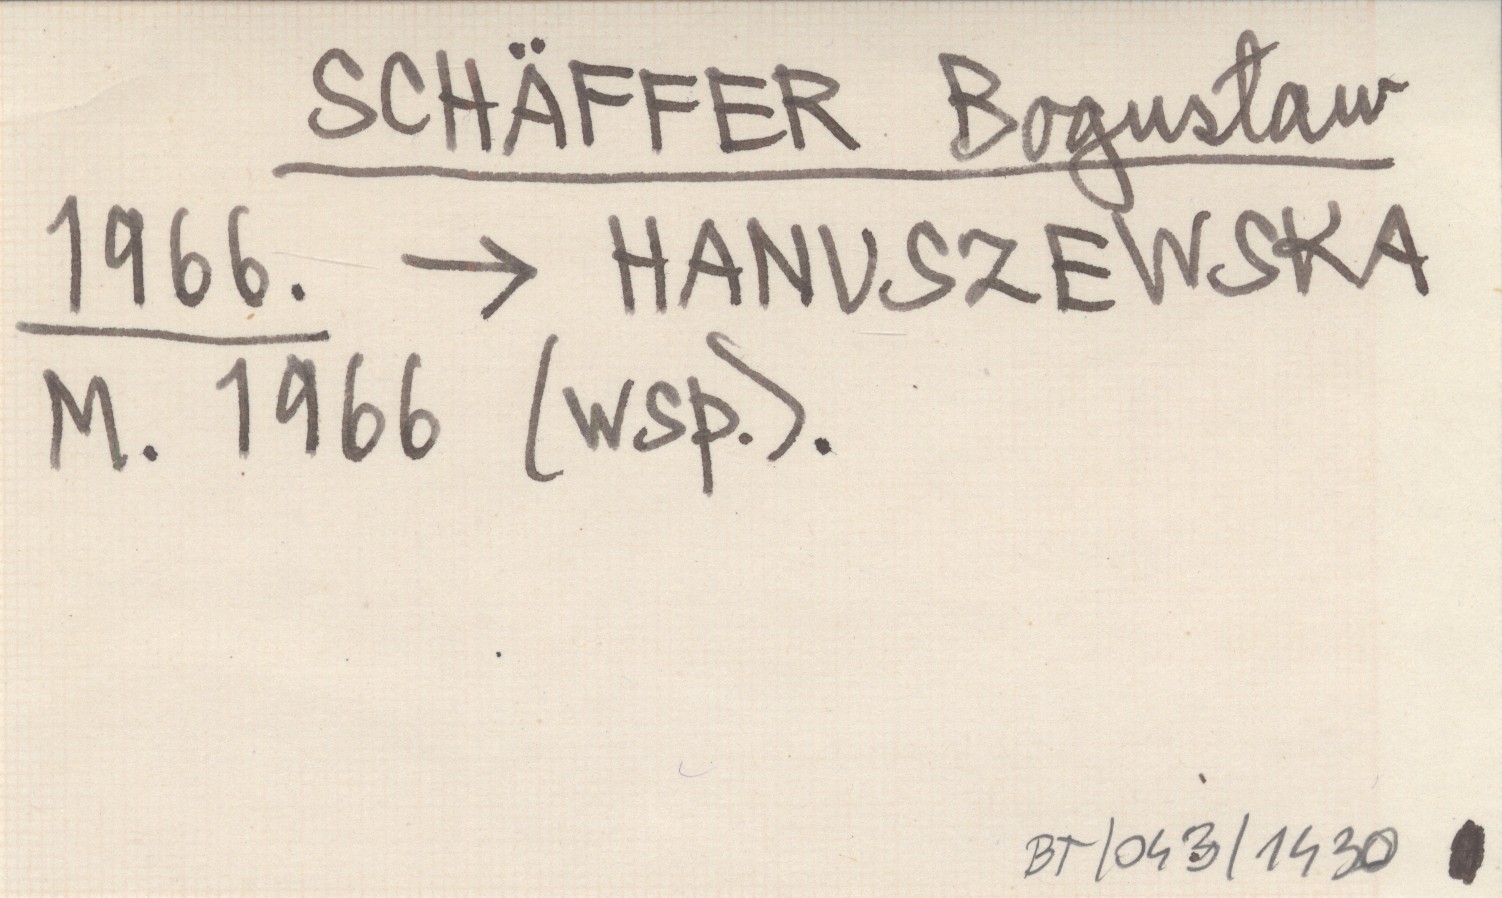 SCHÄFFER Bogusław
1966. → HANUSZEWSKA
M. 1966 (wsp.).
BT/043/1430